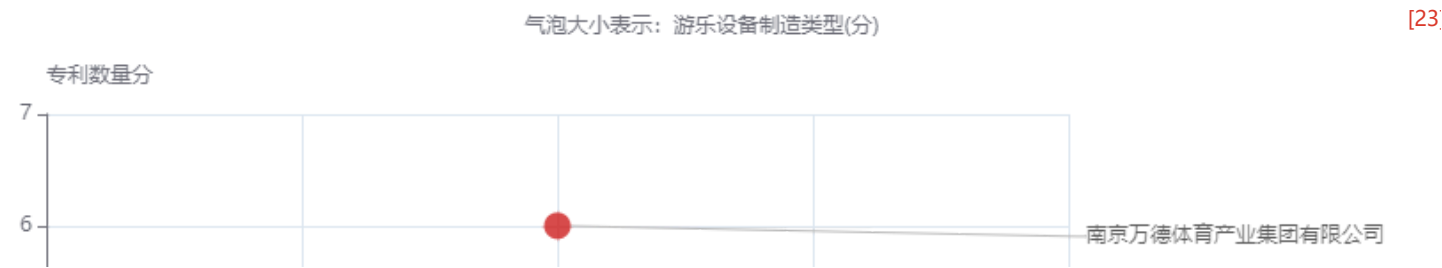 气泡大小表示：游乐设备制造类型(分)
[23]
专利数量分
7
6
南京万德体育产业集团有限公司